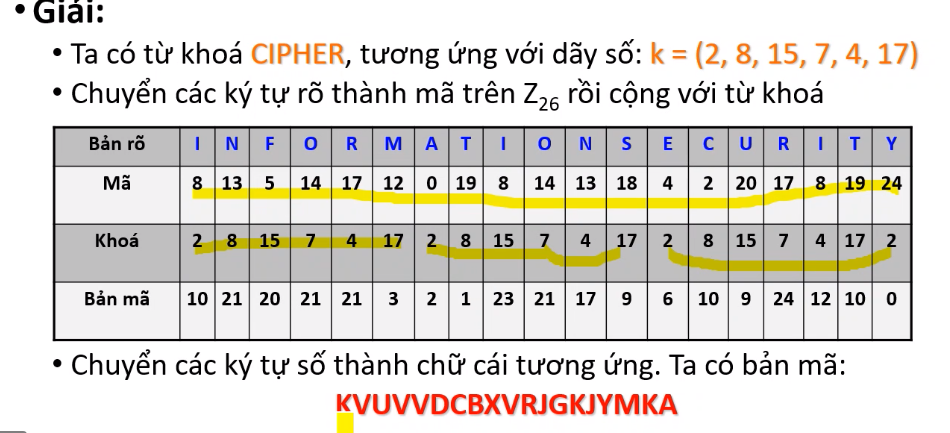 • Giải:
• Ta có từ khoá CIPHER, tương ứng với dãy số: k = (2, 8, 15, 7, 4, 17)
• Chuyển các ký tự rõ thành mã trên Z26 rồi cộng với từ khoá
Bản rõ I N F O R M A T I O N S E C U R I T Y
Mã 8 13 5 14 17 12 0 19 8 14 13 18 4 2 20 17 8 19 24
Khoá 2 8 15 7 4 17 2 8 15 7 4 17 2 8 15 7 4 17 2
Bản mã 10 21 20 21 21 3 2 1 23 21 17 9 6 10 9 24 12 10 0
• Chuyển các ký tự số thành chữ cái tương ứng. Ta có bản mã:
KVUVVDCBXVRJGKJYMKA